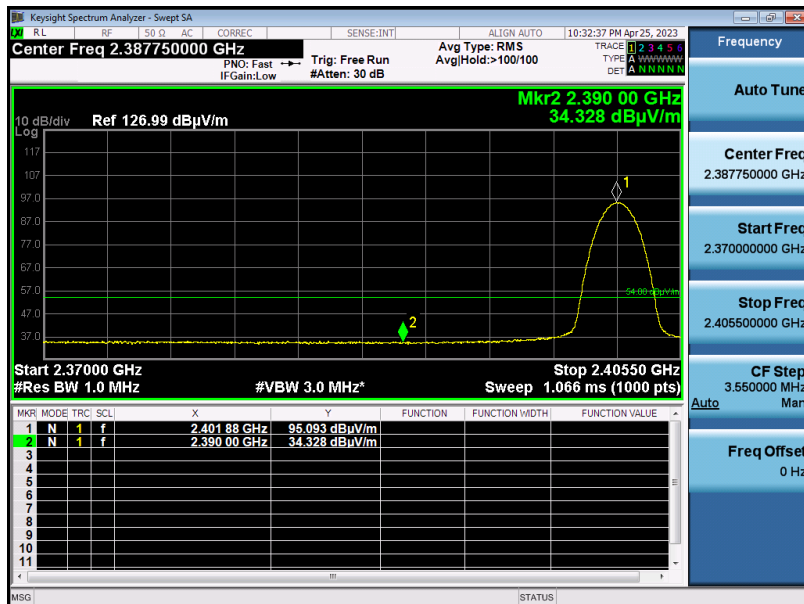 Keysight Spectrum Analyzer - Swept SA
LXI RL RF 50 Ω AC CORREC SENSE:INT ALIGN AUTO 10:32:37 PM Apr 25, 2023
Center Freq 2.387750000 GHz
PNO: Fast
IFGain:Low
Trig: Free Run
#Atten: 30 dB
Avg Type: RMS
Avg|Hold:>100/100
TRACE 1 2 3 4 5 6
TYPE A WWWWW
DET A N N N N N
Mkr2 2.390 00 GHz
34.328 dBµV/m
10 dB/div
Log
Ref 126.99 dBµV/m
117
107
97.0
87.0
77.0
67.0
57.0
47.0
37.0
1
2
54.00 dBµV/m
Start 2.37000 GHz Stop 2.40550 GHz
#Res BW 1.0 MHz #VBW 3.0 MHz* Sweep 1.066 ms (1000 pts)
MKR MODE TRC SCL X Y FUNCTION FUNCTION WIDTH FUNCTION VALUE
1 N 1 f 2.401 88 GHz 95.093 dBµV/m
2 N 1 f 2.390 00 GHz 34.328 dBµV/m
3
4
5
6
7
8
9
10
11
MSG STATUS
Frequency
Auto Tune
Center Freq
2.387750000 GHz
Start Freq
2.370000000 GHz
Stop Freq
2.405500000 GHz
CF Step
3.550000 MHz
Auto Man
Freq Offset
0 Hz